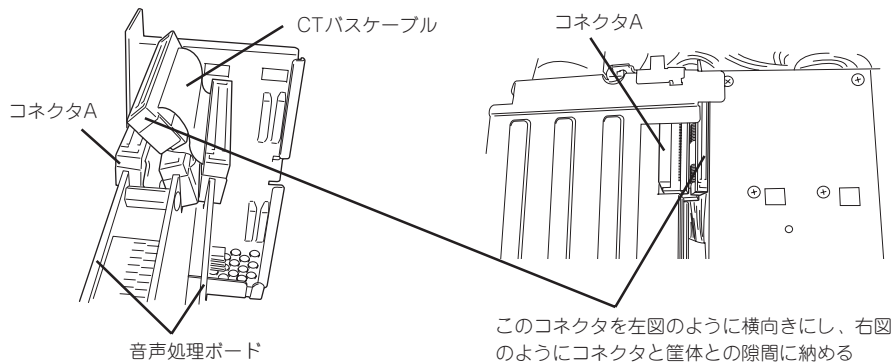 CTバスケーブル
コネクタA
コネクタA
音声処理ボード
このコネクタを左図のように横向きにし、右図
のようにコネクタと筐体との隙間に納める